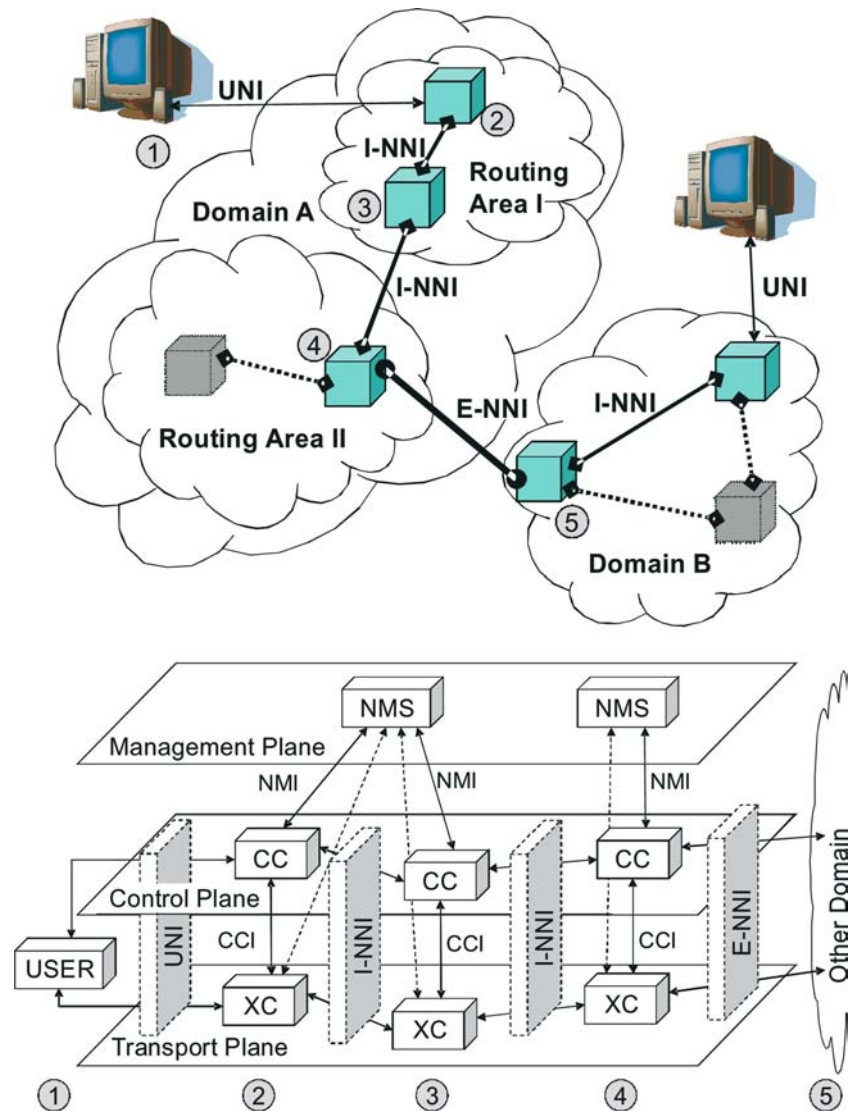 UNI
1
2
I-NNI
Routing
Area I
3
Domain A
I-NNI
UNI
4
I-NNI
E-NNI
Routing Area II
5
Domain B
NMS
NMS
Management Plane
NMI
NMI
NMI
CC
CC
CC
Control Plane
UNI
CCI
I-NNI
CCI
I-NNI
CCI
E-NNI
Other Domain
USER
XC
XC
XC
Transport Plane
1
2
3
4
5